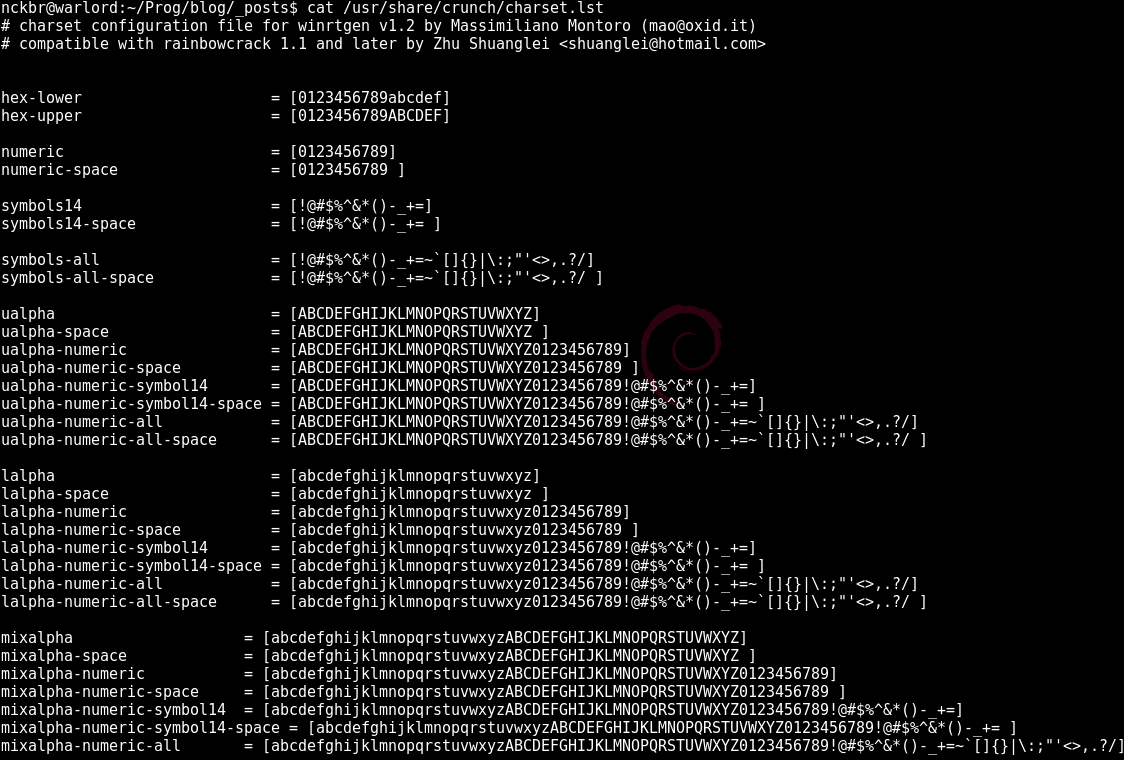 nckbr@warlord:~/Prog/blog/_posts$ cat /usr/share/crunch/charset.lst
# charset configuration file for winrtgen v1.2 by Massimiliano Montoro (mao@oxid.it)
# compatible with rainbowcrack 1.1 and later by Zhu Shuanglei <shuanglei@hotmail.com>
hex-lower                     = [0123456789abcdef]
hex-upper                     = [0123456789ABCDEF]
numeric                       = [0123456789]
numeric-space                 = [0123456789 ]
symbols14                     = [!@#$%^&*()-_+=]
symbols14-space               = [!@#$%^&*()-_+= ]
symbols-all                   = [!@#$%^&*()-_+=~`[]{}|\:;"'<>,.?/]
symbols-all-space             = [!@#$%^&*()-_+=~`[]{}|\:;"'<>,.?/ ]
ualpha                        = [ABCDEFGHIJKLMNOPQRSTUVWXYZ]
ualpha-space                  = [ABCDEFGHIJKLMNOPQRSTUVWXYZ ]
ualpha-numeric                = [ABCDEFGHIJKLMNOPQRSTUVWXYZ0123456789]
ualpha-numeric-space          = [ABCDEFGHIJKLMNOPQRSTUVWXYZ0123456789 ]
ualpha-numeric-symbol14       = [ABCDEFGHIJKLMNOPQRSTUVWXYZ0123456789!@#$%^&*()-_+=]
ualpha-numeric-symbol14-space = [ABCDEFGHIJKLMNOPQRSTUVWXYZ0123456789!@#$%^&*()-_+= ]
ualpha-numeric-all            = [ABCDEFGHIJKLMNOPQRSTUVWXYZ0123456789!@#$%^&*()-_+=~`[]{}|\:;"'<>,.?/]
ualpha-numeric-all-space      = [ABCDEFGHIJKLMNOPQRSTUVWXYZ0123456789!@#$%^&*()-_+=~`[]{}|\:;"'<>,.?/ ]
lalpha                        = [abcdefghijklmnopqrstuvwxyz]
lalpha-space                  = [abcdefghijklmnopqrstuvwxyz ]
lalpha-numeric                = [abcdefghijklmnopqrstuvwxyz0123456789]
lalpha-numeric-space          = [abcdefghijklmnopqrstuvwxyz0123456789 ]
lalpha-numeric-symbol14       = [abcdefghijklmnopqrstuvwxyz0123456789!@#$%^&*()-_+=]
lalpha-numeric-symbol14-space = [abcdefghijklmnopqrstuvwxyz0123456789!@#$%^&*()-_+= ]
lalpha-numeric-all            = [abcdefghijklmnopqrstuvwxyz0123456789!@#$%^&*()-_+=~`[]{}|\:;"'<>,.?/]
lalpha-numeric-all-space      = [abcdefghijklmnopqrstuvwxyz0123456789!@#$%^&*()-_+=~`[]{}|\:;"'<>,.?/ ]
mixalpha                   = [abcdefghijklmnopqrstuvwxyzABCDEFGHIJKLMNOPQRSTUVWXYZ]
mixalpha-space             = [abcdefghijklmnopqrstuvwxyzABCDEFGHIJKLMNOPQRSTUVWXYZ ]
mixalpha-numeric           = [abcdefghijklmnopqrstuvwxyzABCDEFGHIJKLMNOPQRSTUVWXYZ0123456789]
mixalpha-numeric-space     = [abcdefghijklmnopqrstuvwxyzABCDEFGHIJKLMNOPQRSTUVWXYZ0123456789 ]
mixalpha-numeric-symbol14  = [abcdefghijklmnopqrstuvwxyzABCDEFGHIJKLMNOPQRSTUVWXYZ0123456789!@#$%^&*()-_+=]
mixalpha-numeric-symbol14-space = [abcdefghijklmnopqrstuvwxyzABCDEFGHIJKLMNOPQRSTUVWXYZ0123456789!@#$%^&*()-_+= ]
mixalpha-numeric-all       = [abcdefghijklmnopqrstuvwxyzABCDEFGHIJKLMNOPQRSTUVWXYZ0123456789!@#$%^&*()-_+=~`[]{}|\:;"'<>,.?/]